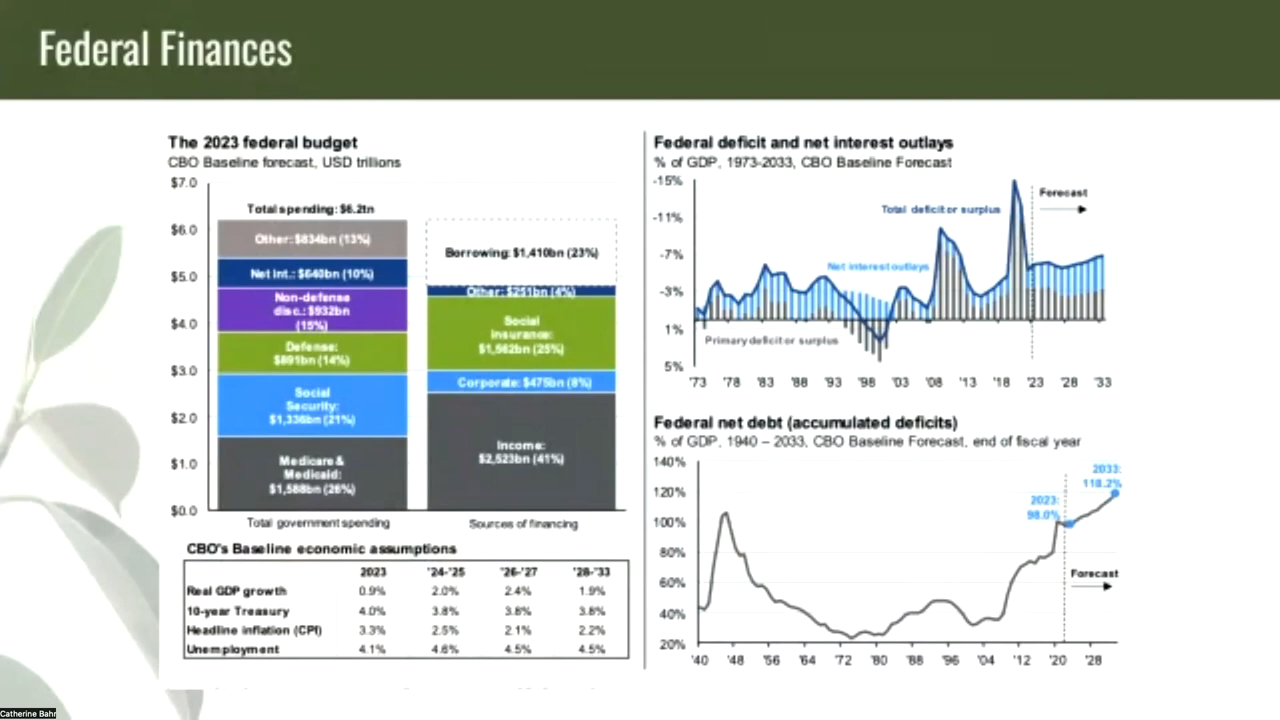 Federal Finances
The 2023 federal budget
CBO Baseline forecast, USD trillions
$7.0
$6.0
$5.0
$4.0
$3.0
$2.0
$1.0
$0.0
Total spending: $6.2tn
Other: $834bn (13%)
Net int.: $640bn (10%)
Non-defense
disc.: $932bn
(15%)
Defense:
$891bn (14%)
Social
Security:
$1,336bn (21%)
Medicare &
Medicaid:
$1,588bn (26%)
Total government spending
Borrowing: $1,410bn (23%)
Other: $251bn (4%)
Social
insurance:
$1,562bn (25%)
Corporate: $475bn (8%)
Income:
$2,523bn (41%)
Sources of financing
CBO's Baseline economic assumptions
2023 '24-'25 '26-'27 '28-'33
Real GDP growth 0.9% 2.0% 2.4% 1.9%
10-year Treasury 4.0% 3.8% 3.8% 3.8%
Headline inflation (CPI) 3.3% 2.5% 2.1% 2.2%
Unemployment 4.1% 4.6% 4.5% 4.5%
Federal deficit and net interest outlays
% of GDP, 1973-2033, CBO Baseline Forecast
-15%
-11%
-7%
-3%
1%
5%
Forecast
Total deficit or surplus
Net interest outlays
Primary deficit or surplus
'73 '78 '83 '88 '93 '98 '03 '08 '13 '18 '23 '28 '33
Federal net debt (accumulated deficits)
% of GDP, 1940 – 2033, CBO Baseline Forecast, end of fiscal year
140%
120%
100%
80%
60%
40%
20%
2033:
118.2%
2023:
98.0%
Forecast
'40 '48 '56 '64 '72 '80 '88 '96 '04 '12 '20 '28
Catherine Bahr